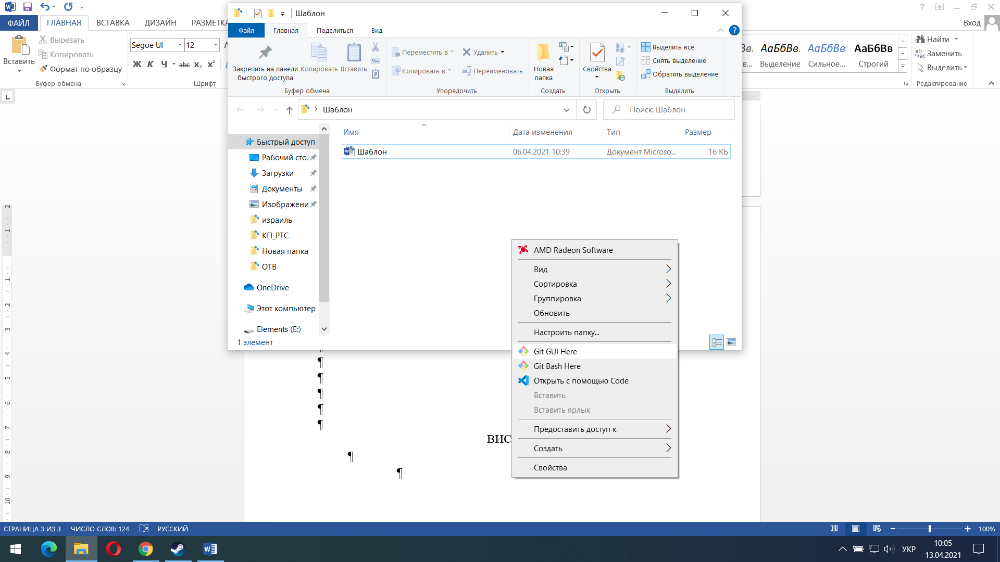 Шаблон
ФАЙЛ
ГЛАВНАЯ
ВСТАВКА
ДИЗАЙН
РАЗМЕТКА
Вход
Файл
Главная
Поделиться
Вид
Вставить
Вырезать
Копировать
Формат по образцу
Буфер обмена
Segoe UI
12
Ж К Ч abc x₂ x²
Шрифт
Закрепить на панели
быстрого доступа
Копировать
Вставить
Буфер обмена
Переместить в
Копировать в
Удалить
Переименовать
Упорядочить
Новая
папка
Создать
Свойства
Открыть
Выделить все
Снять выделение
Обратить выделение
Выделить
АаБбВві
Выделение
АаБбВві
Сильное...
АаБбВв
Строгий
Найти
Заменить
Выделить
Редактирование
Шаблон
Поиск: Шаблон
Имя
Дата изменения
Тип
Размер
Шаблон
06.04.2021 10:39
Документ Microso...
16 КБ
Быстрый доступ
Рабочий стол
Загрузки
Документы
Изображени
израиль
КП_РТС
Новая папка
ОТВ
OneDrive
Этот компьютер
Elements (E:)
1 элемент
AMD Radeon Software
Вид
Сортировка
Группировка
Обновить
Настроить папку...
Git GUI Here
Git Bash Here
Открыть с помощью Code
Вставить
Вставить ярлык
Предоставить доступ к
Создать
Свойства
ВИС
СТРАНИЦА 3 ИЗ 3
ЧИСЛО СЛОВ: 124
РУССКИЙ
100%
УКР
10:05
13.04.2021